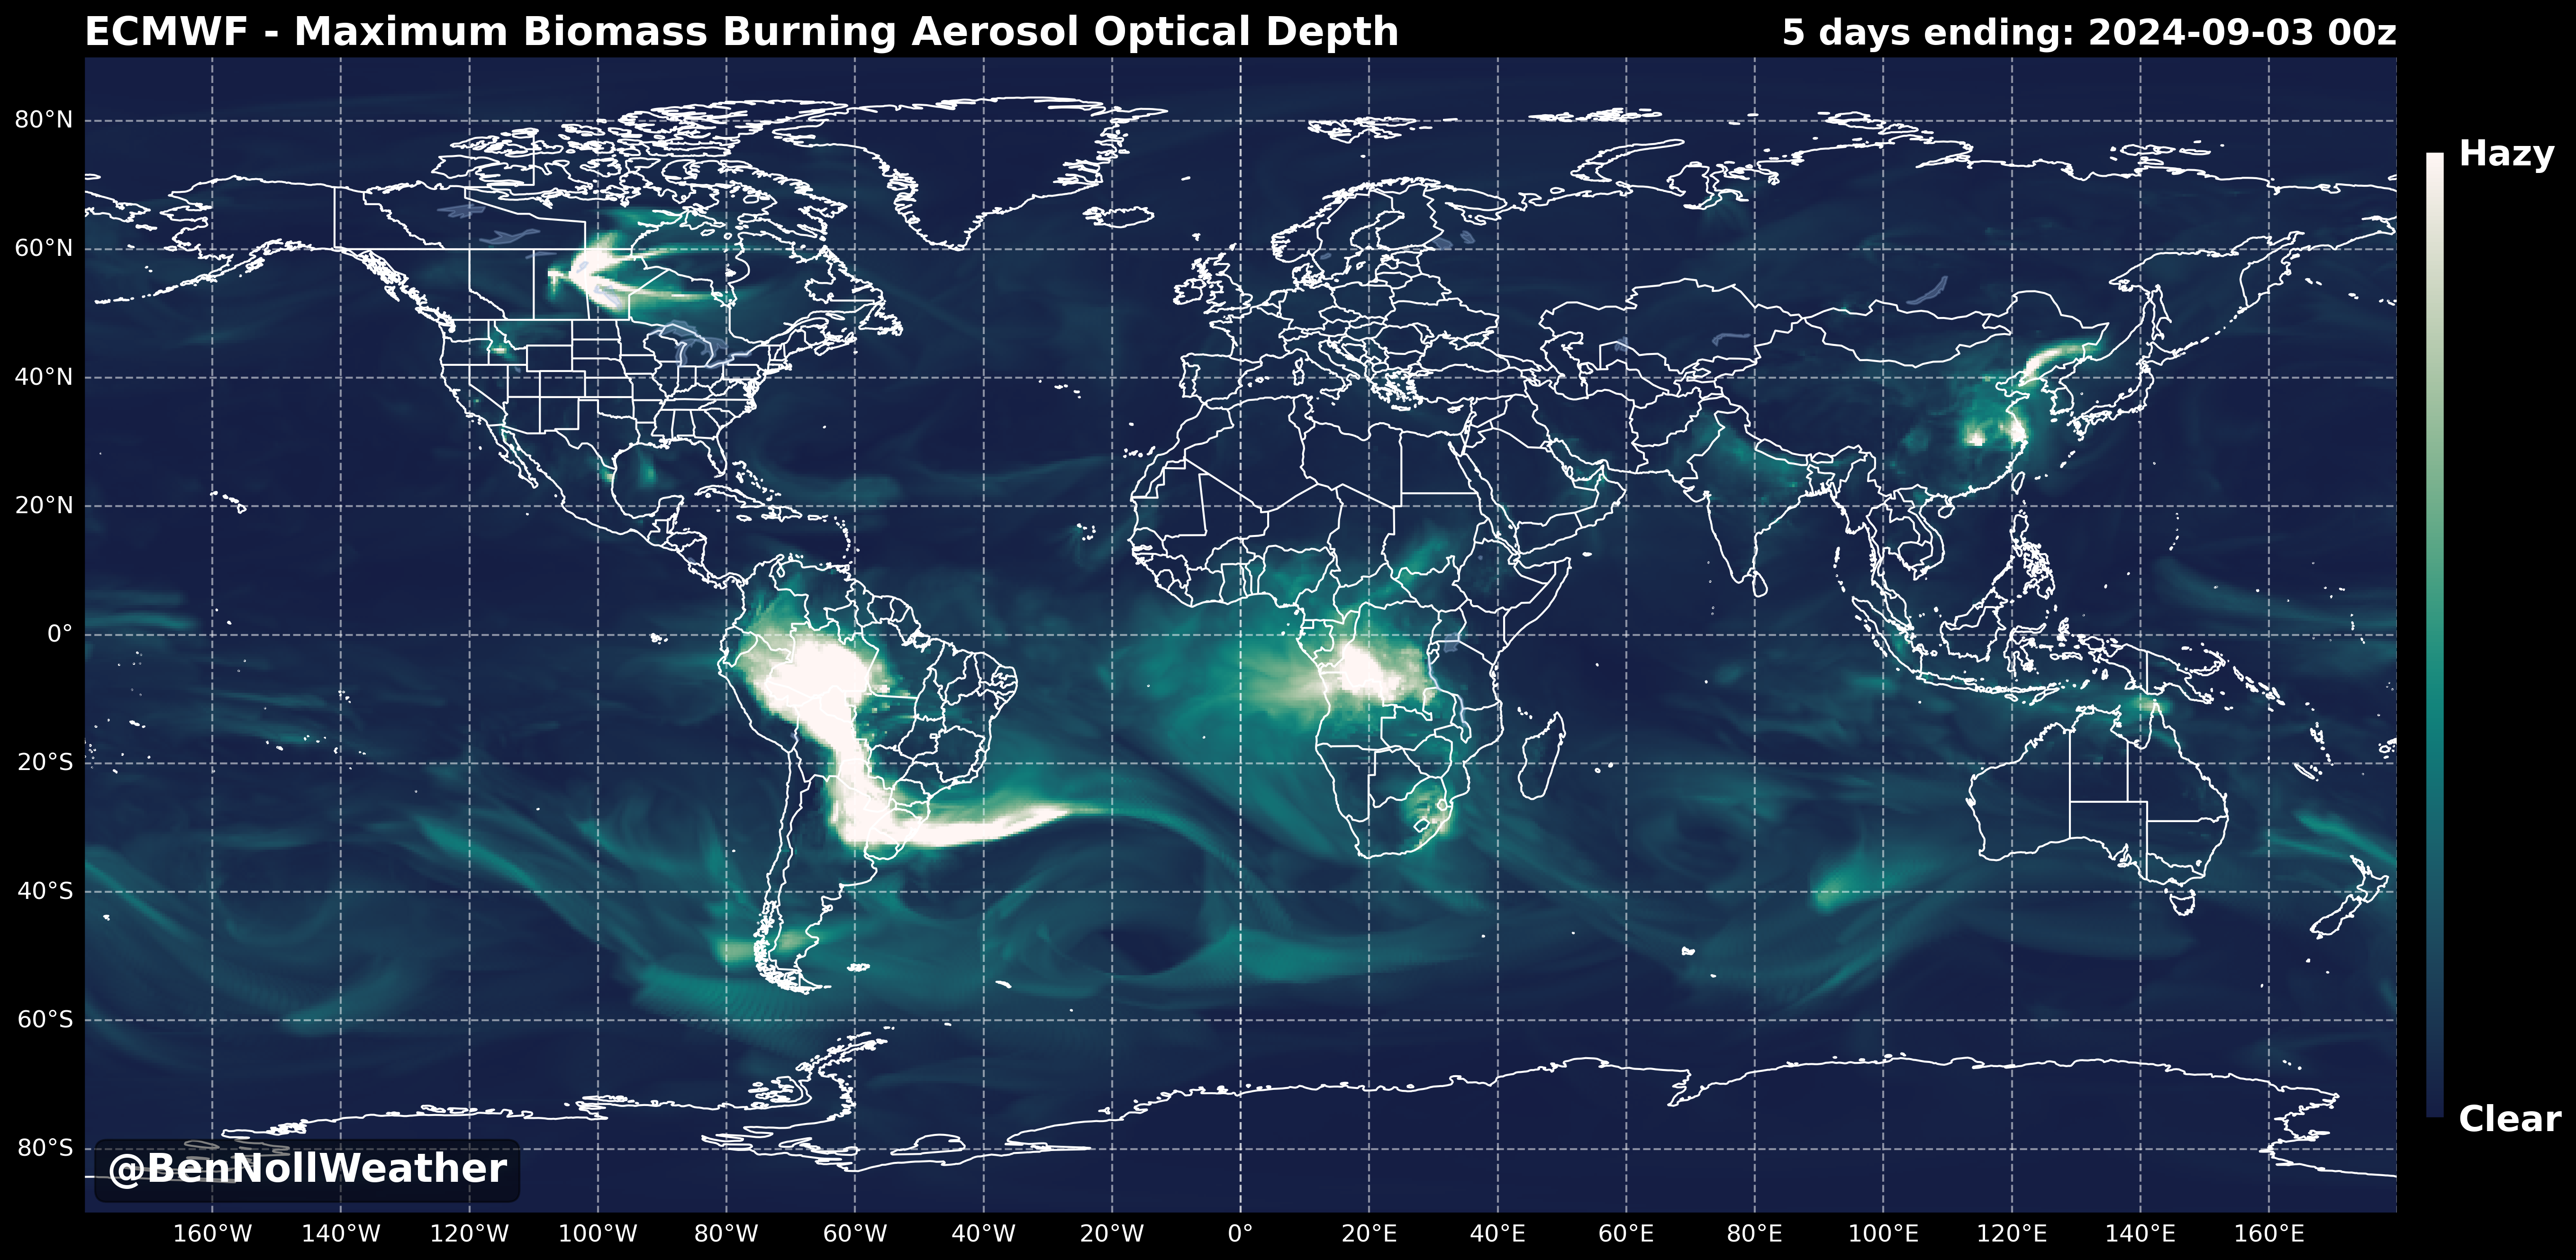 ECMWF - Maximum Biomass Burning Aerosol Optical Depth
5 days ending: 2024-09-03 00z
80°N
60°N
40°N
20°N
0°
20°S
40°S
60°S
80°S
Hazy
Clear
@BenNollWeather
160°W 140°W 120°W 100°W 80°W 60°W 40°W 20°W 0° 20°E 40°E 60°E 80°E 100°E 120°E 140°E 160°E